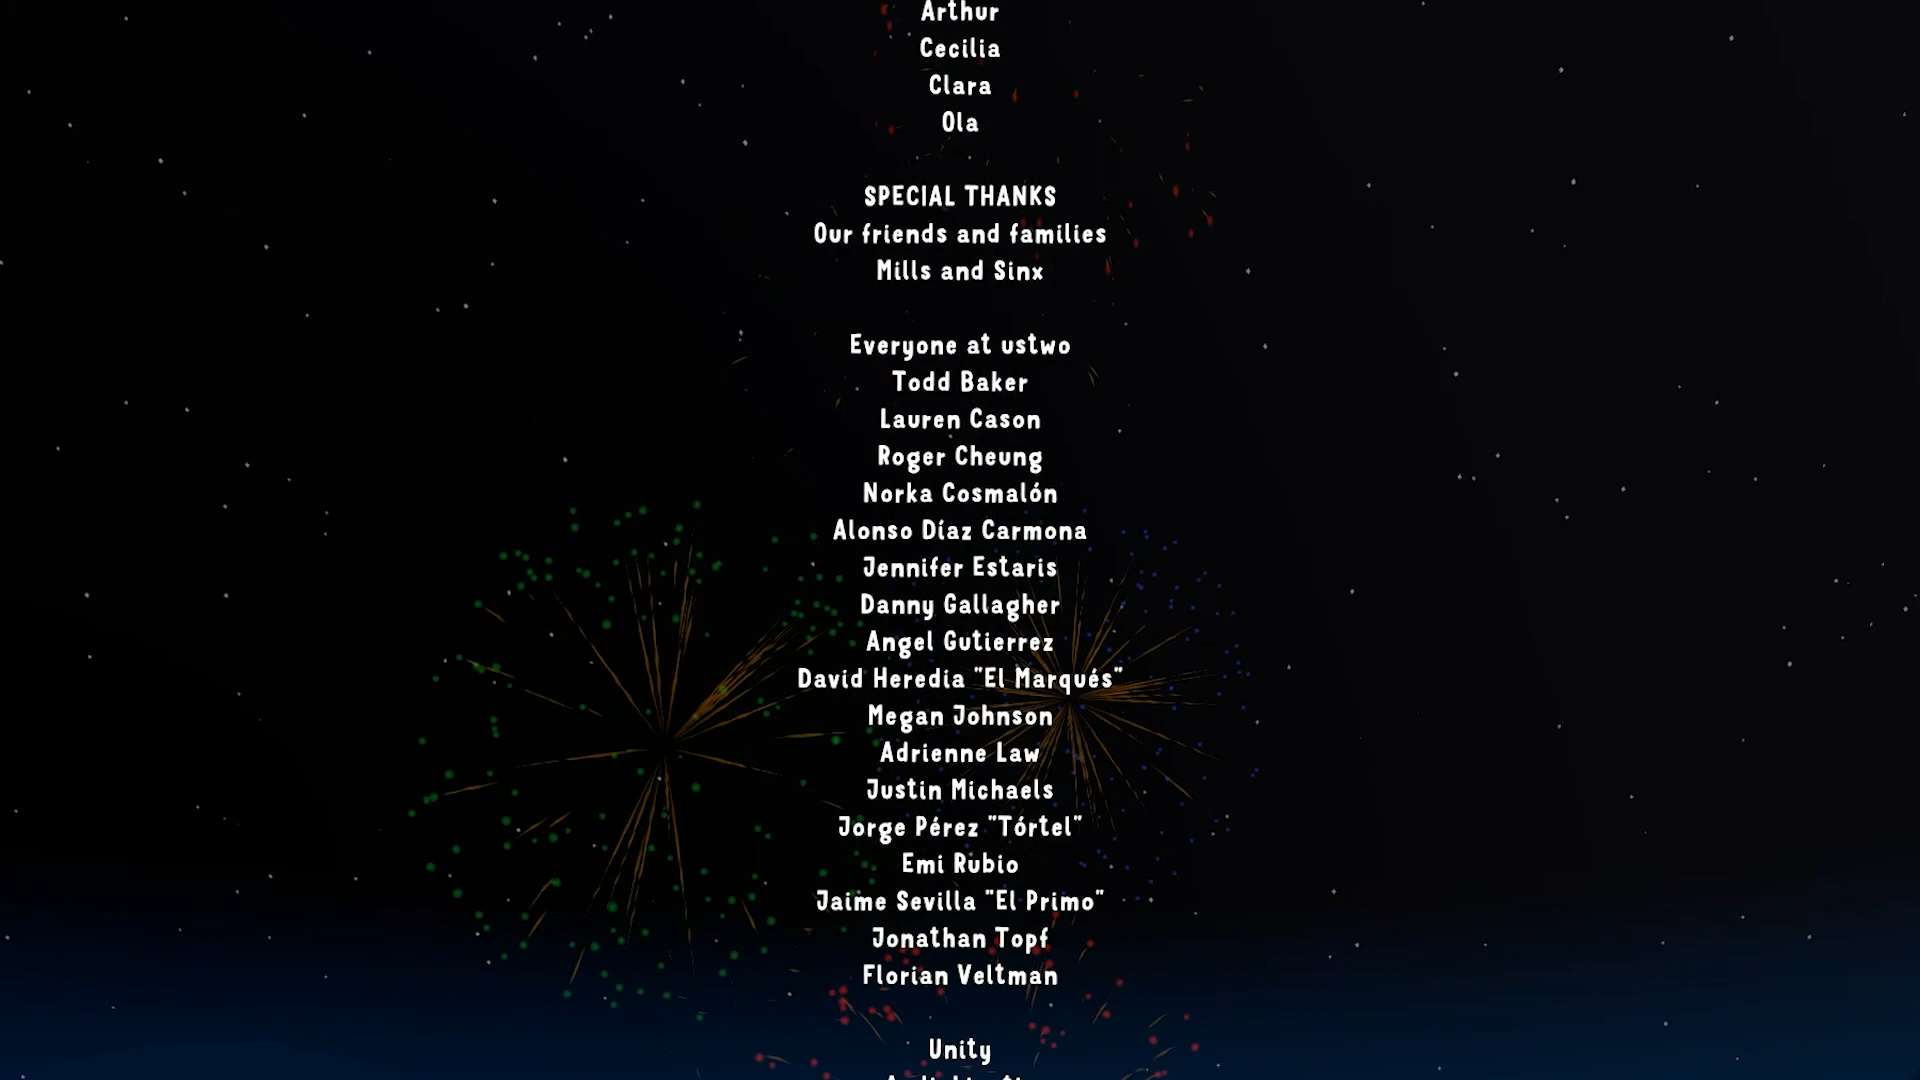 Arthur
Cecilia
Clara
Ola
SPECIAL THANKS
Our friends and families
Mills and Sinx
Everyone at ustwo
Todd Baker
Lauren Cason
Roger Cheung
Norka Cosmalón
Alonso Díaz Carmona
Jennifer Estaris
Danny Gallagher
Angel Gutierrez
David Heredia "El Marqués"
Megan Johnson
Adrienne Law
Justin Michaels
Jorge Pérez "Tórtel"
Emi Rubio
Jaime Sevilla "El Primo"
Jonathan Topf
Florian Veltman
Unity